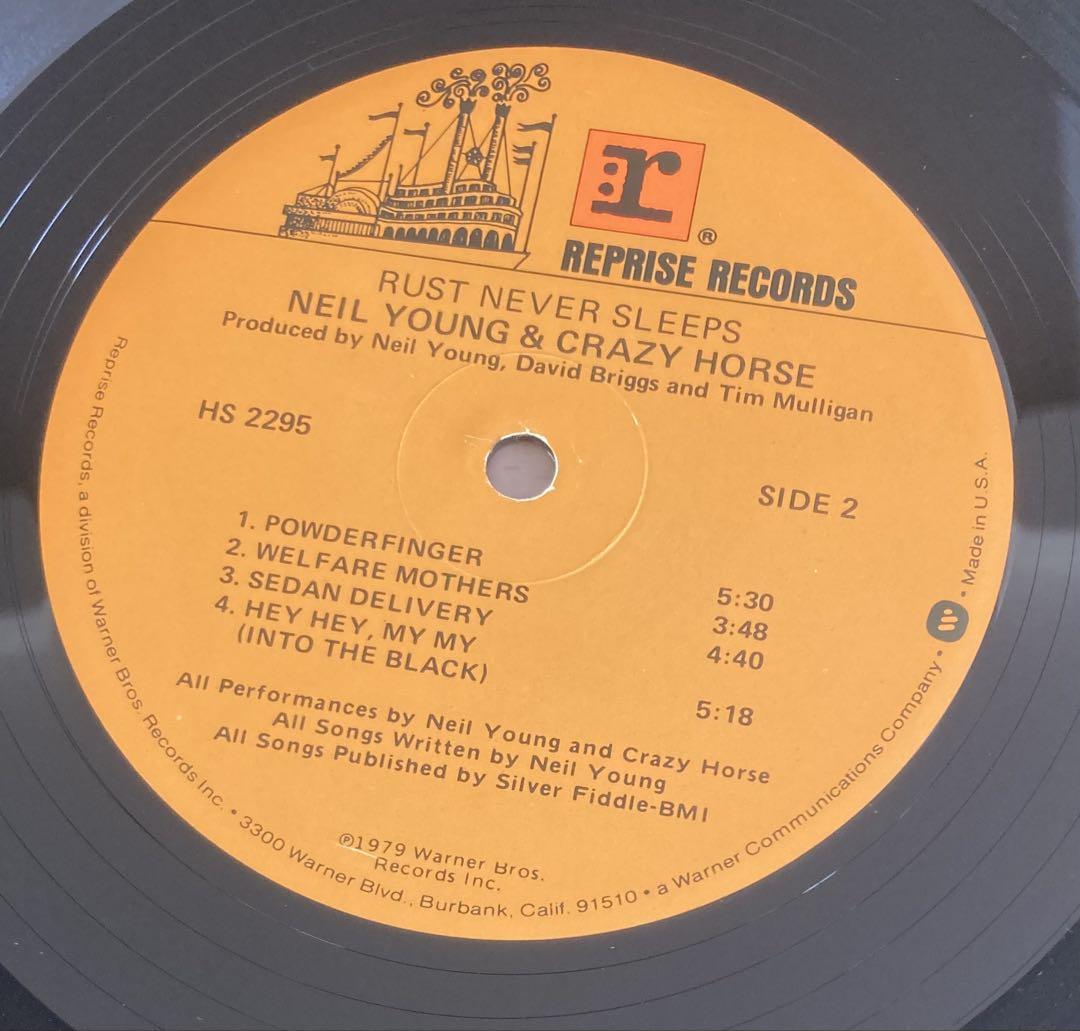 r
®
REPRISE RECORDS
RUST NEVER SLEEPS
NEIL YOUNG & CRAZY HORSE
Produced by Neil Young, David Briggs and Tim Mulligan
HS 2295
SIDE 2
1. POWDERFINGER 5:30
2. WELFARE MOTHERS 3:48
3. SEDAN DELIVERY 4:40
4. HEY HEY, MY MY
(INTO THE BLACK) 5:18
All Performances by Neil Young and Crazy Horse
All Songs Written by Neil Young
All Songs Published by Silver Fiddle-BMI
℗1979 Warner Bros.
Records Inc.
Reprise Records, a division of Warner Bros. Records Inc. • 3300 Warner Blvd., Burbank, Calif. 91510 • a Warner Communications Company • Made in U.S.A.